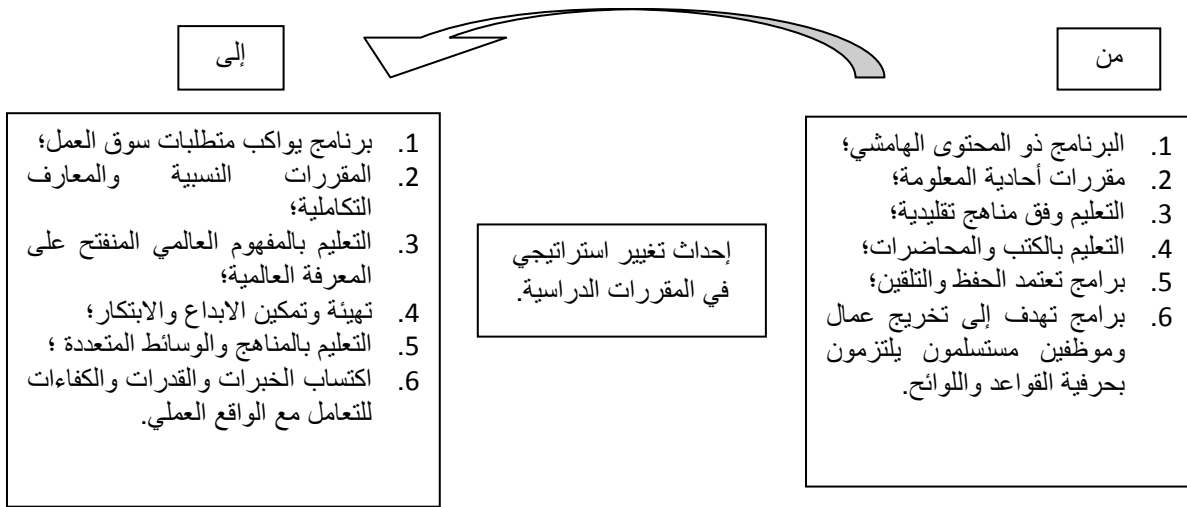 من
إلى
1. البرنامج ذو المحتوى الهامشي؛
2. مقررات أحادية المعلومة؛
3. التعليم وفق مناهج تقليدية؛
4. التعليم بالكتب والمحاضرات؛
5. برامج تعتمد الحفظ والتلقين؛
6. برامج تهدف إلى تخريج عمال
وموظفين مستسلمون يلتزمون
بحرفية القواعد واللوائح.
إحداث تغيير استراتيجي
في المقررات الدراسية.
1. برنامج يواكب متطلبات سوق العمل؛
2. المقررات النسبية والمعارف
التكاملية؛
3. التعليم بالمفهوم العالمي المنفتح على
المعرفة العالمية؛
4. تهيئة وتمكين الابداع والابتكار؛
5. التعليم بالمناهج والوسائط المتعددة ؛
6. اكتساب الخبرات والقدرات والكفاءات
للتعامل مع الواقع العملي.